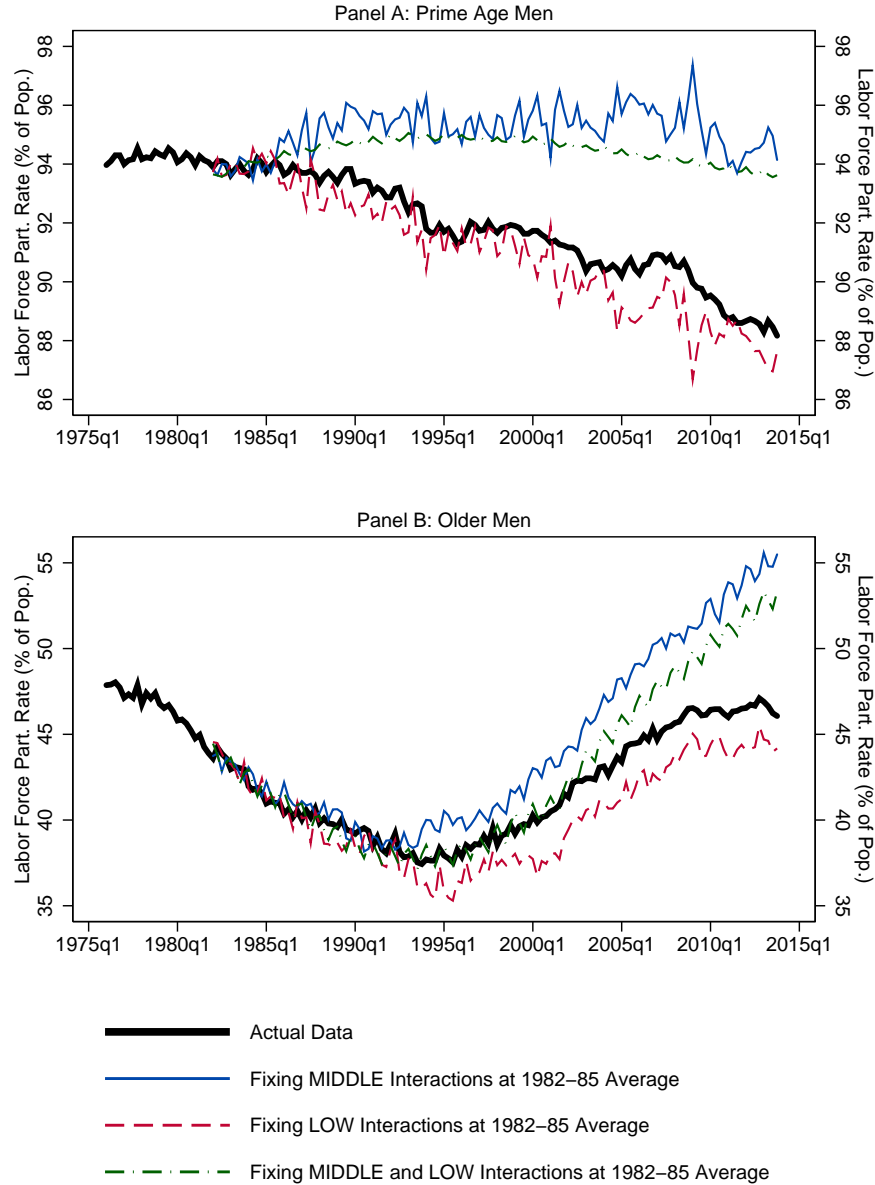 Panel A: Prime Age Men
Labor Force Part. Rate (% of Pop.)
98
96
94
92
90
88
86
98
96
94
92
90
88
86
Labor Force Part. Rate (% of Pop.)
1975q1 1980q1 1985q1 1990q1 1995q1 2000q1 2005q1 2010q1 2015q1
Panel B: Older Men
Labor Force Part. Rate (% of Pop.)
55
50
45
40
35
55
50
45
40
35
Labor Force Part. Rate (% of Pop.)
1975q1 1980q1 1985q1 1990q1 1995q1 2000q1 2005q1 2010q1 2015q1
Actual Data
Fixing MIDDLE Interactions at 1982−85 Average
Fixing LOW Interactions at 1982−85 Average
Fixing MIDDLE and LOW Interactions at 1982−85 Average